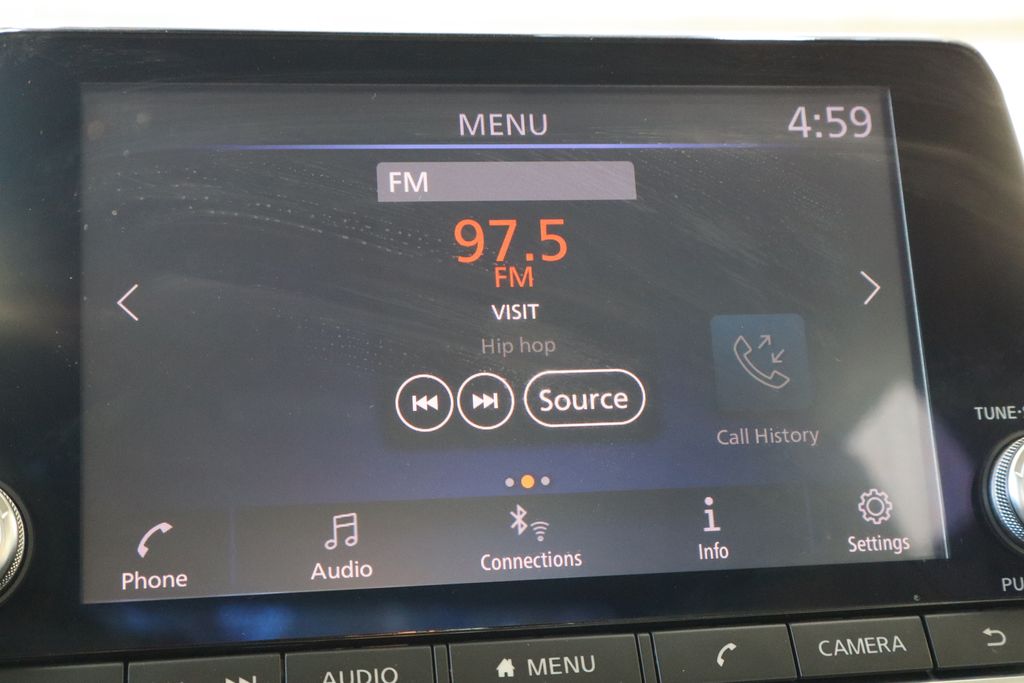 MENU
4:59
FM
97.5
FM
VISIT
Hip hop
Source
Call History
Phone
Audio
Connections
Info
Settings
AUDIO
MENU
CAMERA